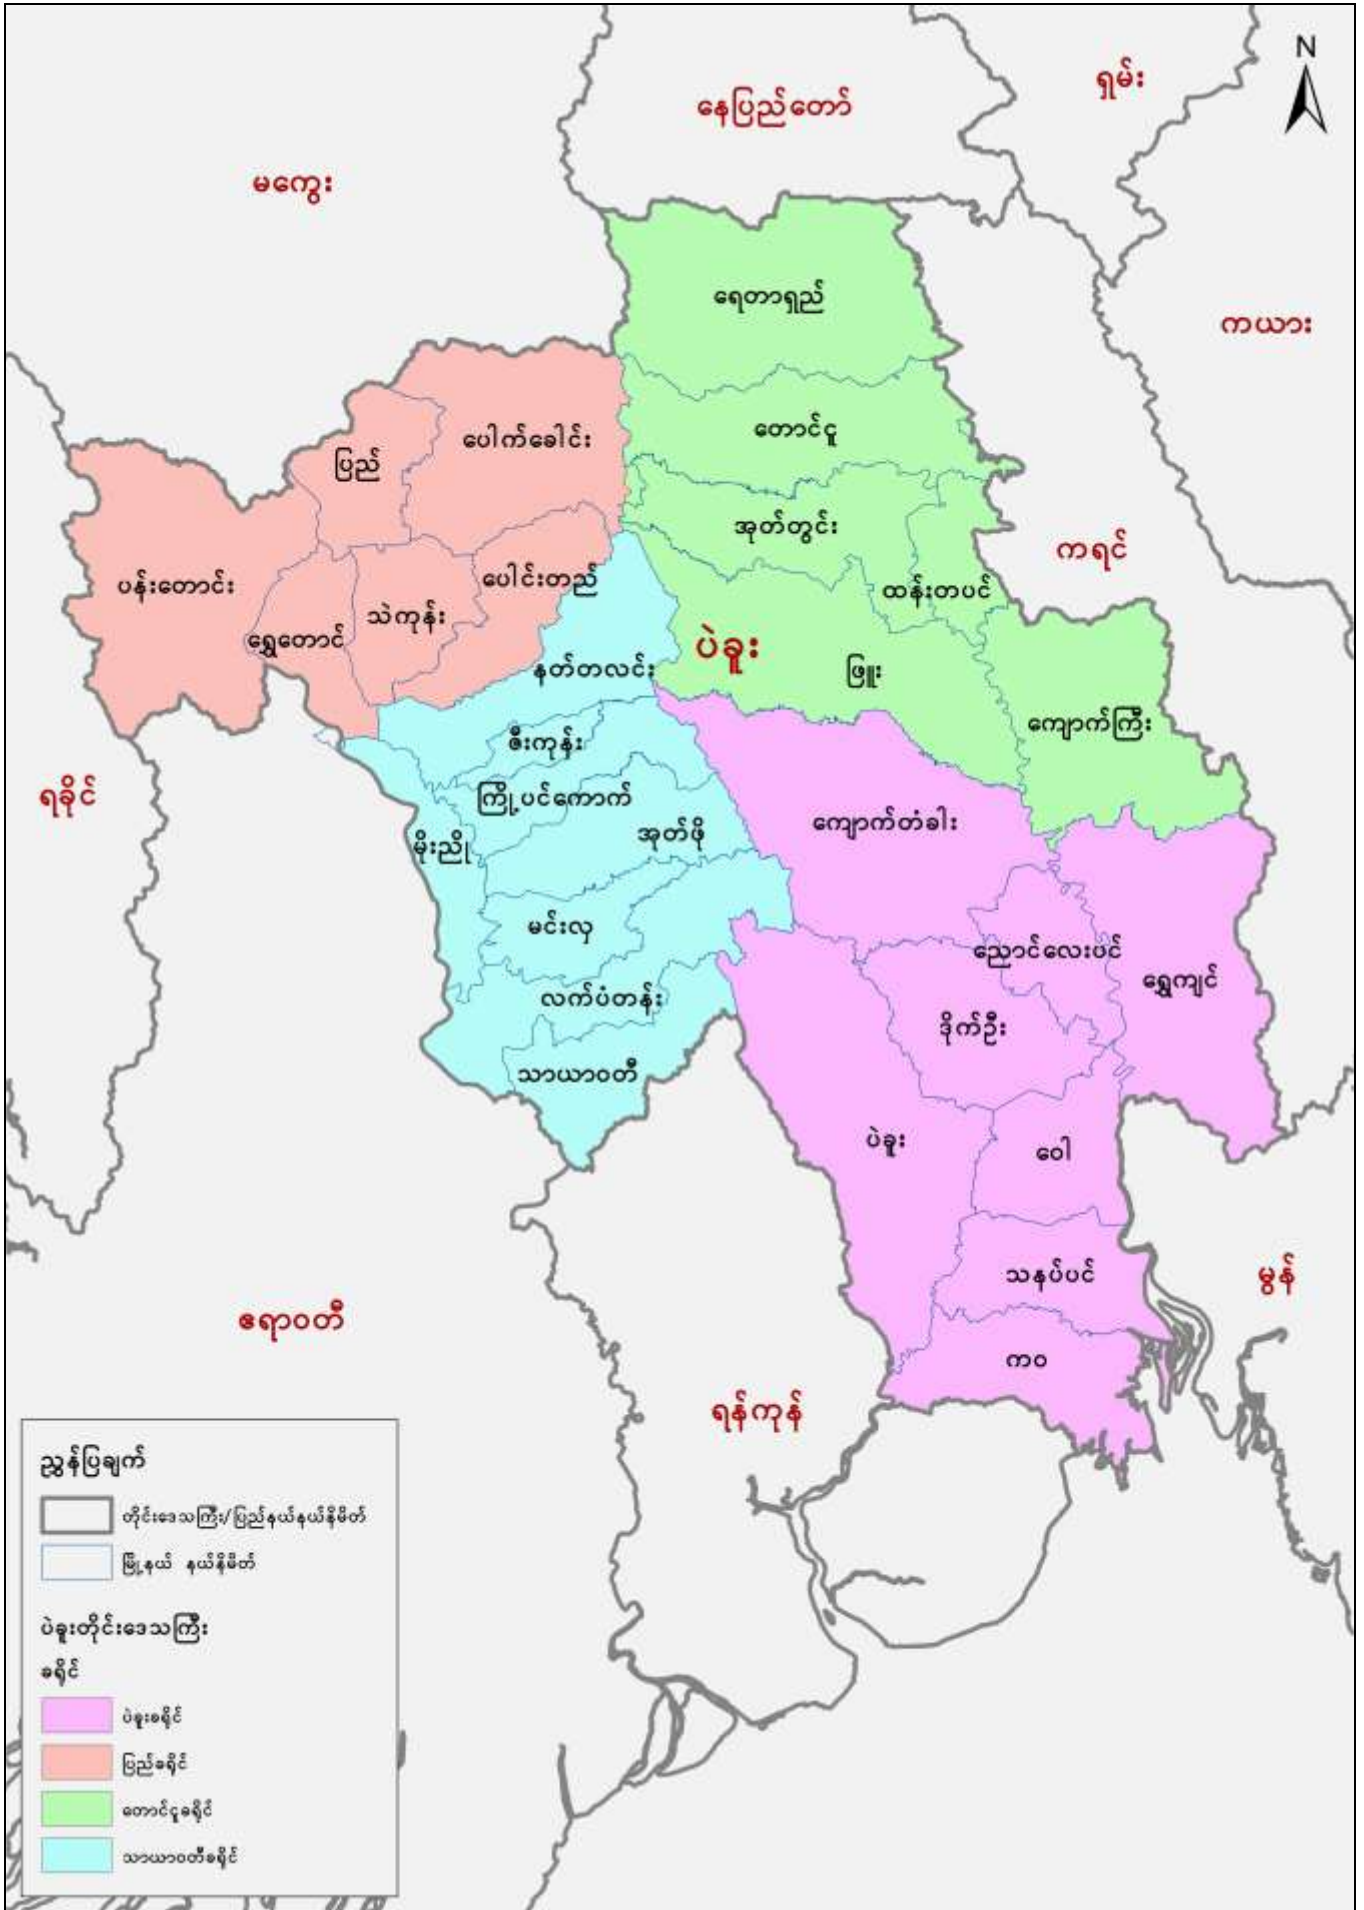 N
ရှမ်း
နေပြည်တော်
မကွေး
ရေတာရှည်
ကယား
တောင်ငူ
ပေါက်ခေါင်း
ပြည်
အုတ်တွင်း
ကရင်
ပေါင်းတည်
ပန်းတောင်း
ထန်းတပင်
သဲကုန်း
ရွှေတောင်
ပဲခူး
နတ်တလင်း
ဖြူး
ကျောက်ကြီး
ဇီးကုန်း
ရခိုင်
ကြို့ပင်ကောက်
ကျောက်တံခါး
အုတ်ဖို
မိုးညို
မင်းလှ
ညောင်လေးပင်
ရွှေကျင်
လက်ပံတန်း
ဒိုက်ဦး
သာယာဝတီ
ပဲခူး
ဝေါ
သနပ်ပင်
မွန်
ဧရာဝတီ
ကဝ
ရန်ကုန်
ညွှန်ပြချက်
တိုင်းဒေသကြီး/ပြည်နယ်နယ်နိမိတ်
မြို့နယ် နယ်နိမိတ်
ပဲခူးတိုင်းဒေသကြီး
ခရိုင်
ပဲခူးခရိုင်
ပြည်ခရိုင်
တောင်ငူခရိုင်
သာယာဝတီခရိုင်